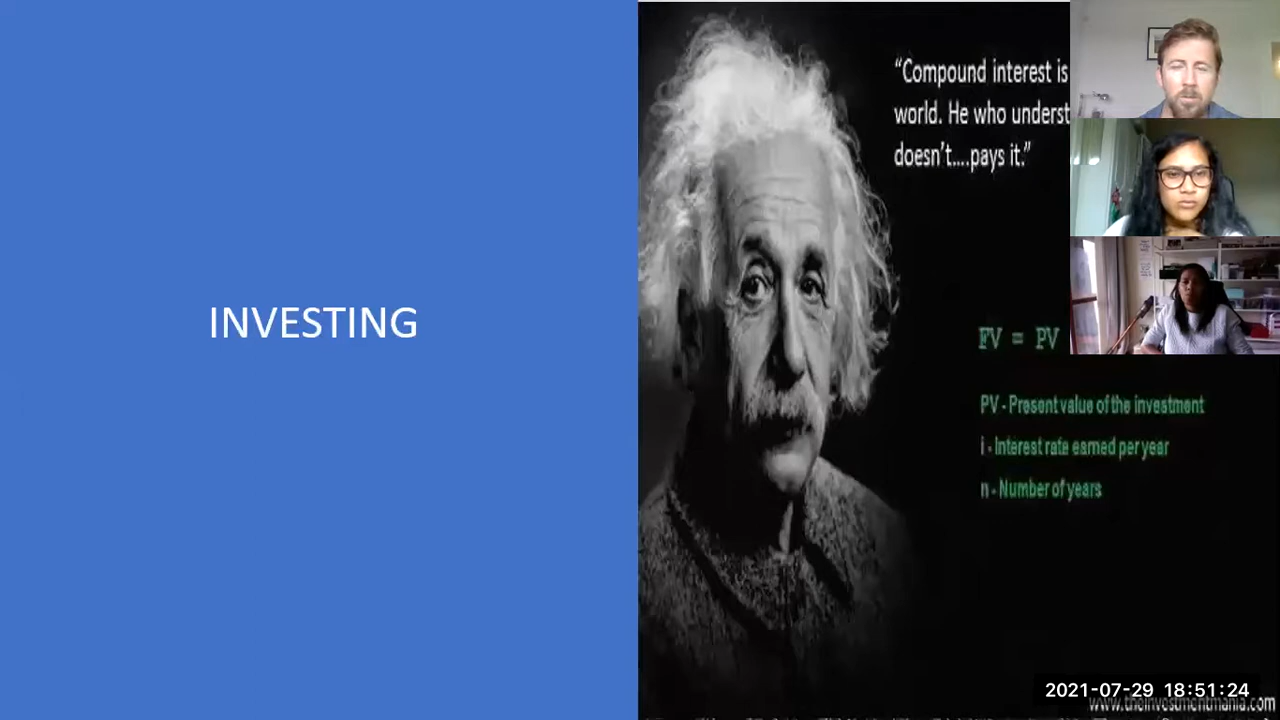 INVESTING
“Compound interest is
world. He who underst
doesn’t....pays it.”
FV = PV
PV - Present value of the investment
i - Interest rate earned per year
n - Number of years
2021-07-29 18:51:24
www.theinvestmentmania.com